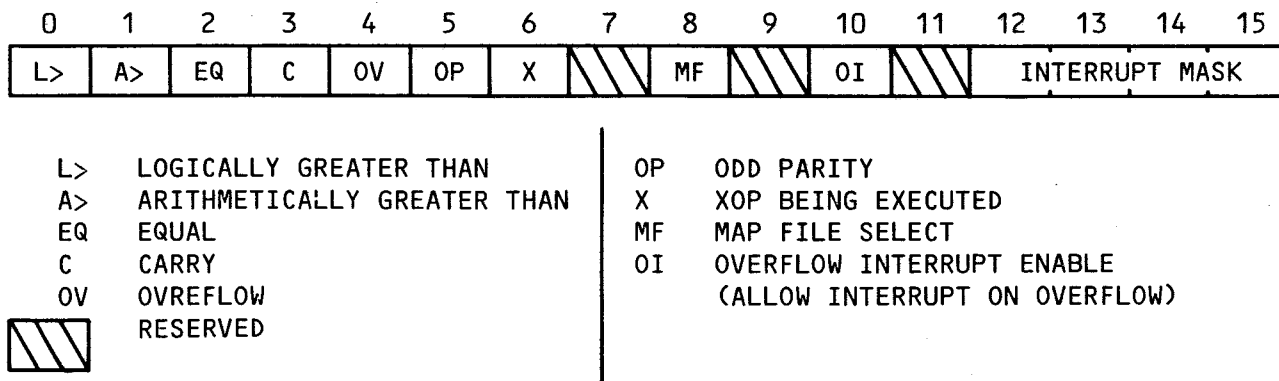 0 1 2 3 4 5 6 7 8 9 10 11 12 13 14 15
L> A> EQ C OV OP X MF OI INTERRUPT MASK
L> LOGICALLY GREATER THAN
A> ARITHMETICALLY GREATER THAN
EQ EQUAL
C CARRY
OV OVREFLOW
RESERVED
OP ODD PARITY
X XOP BEING EXECUTED
MF MAP FILE SELECT
OI OVERFLOW INTERRUPT ENABLE
(ALLOW INTERRUPT ON OVERFLOW)